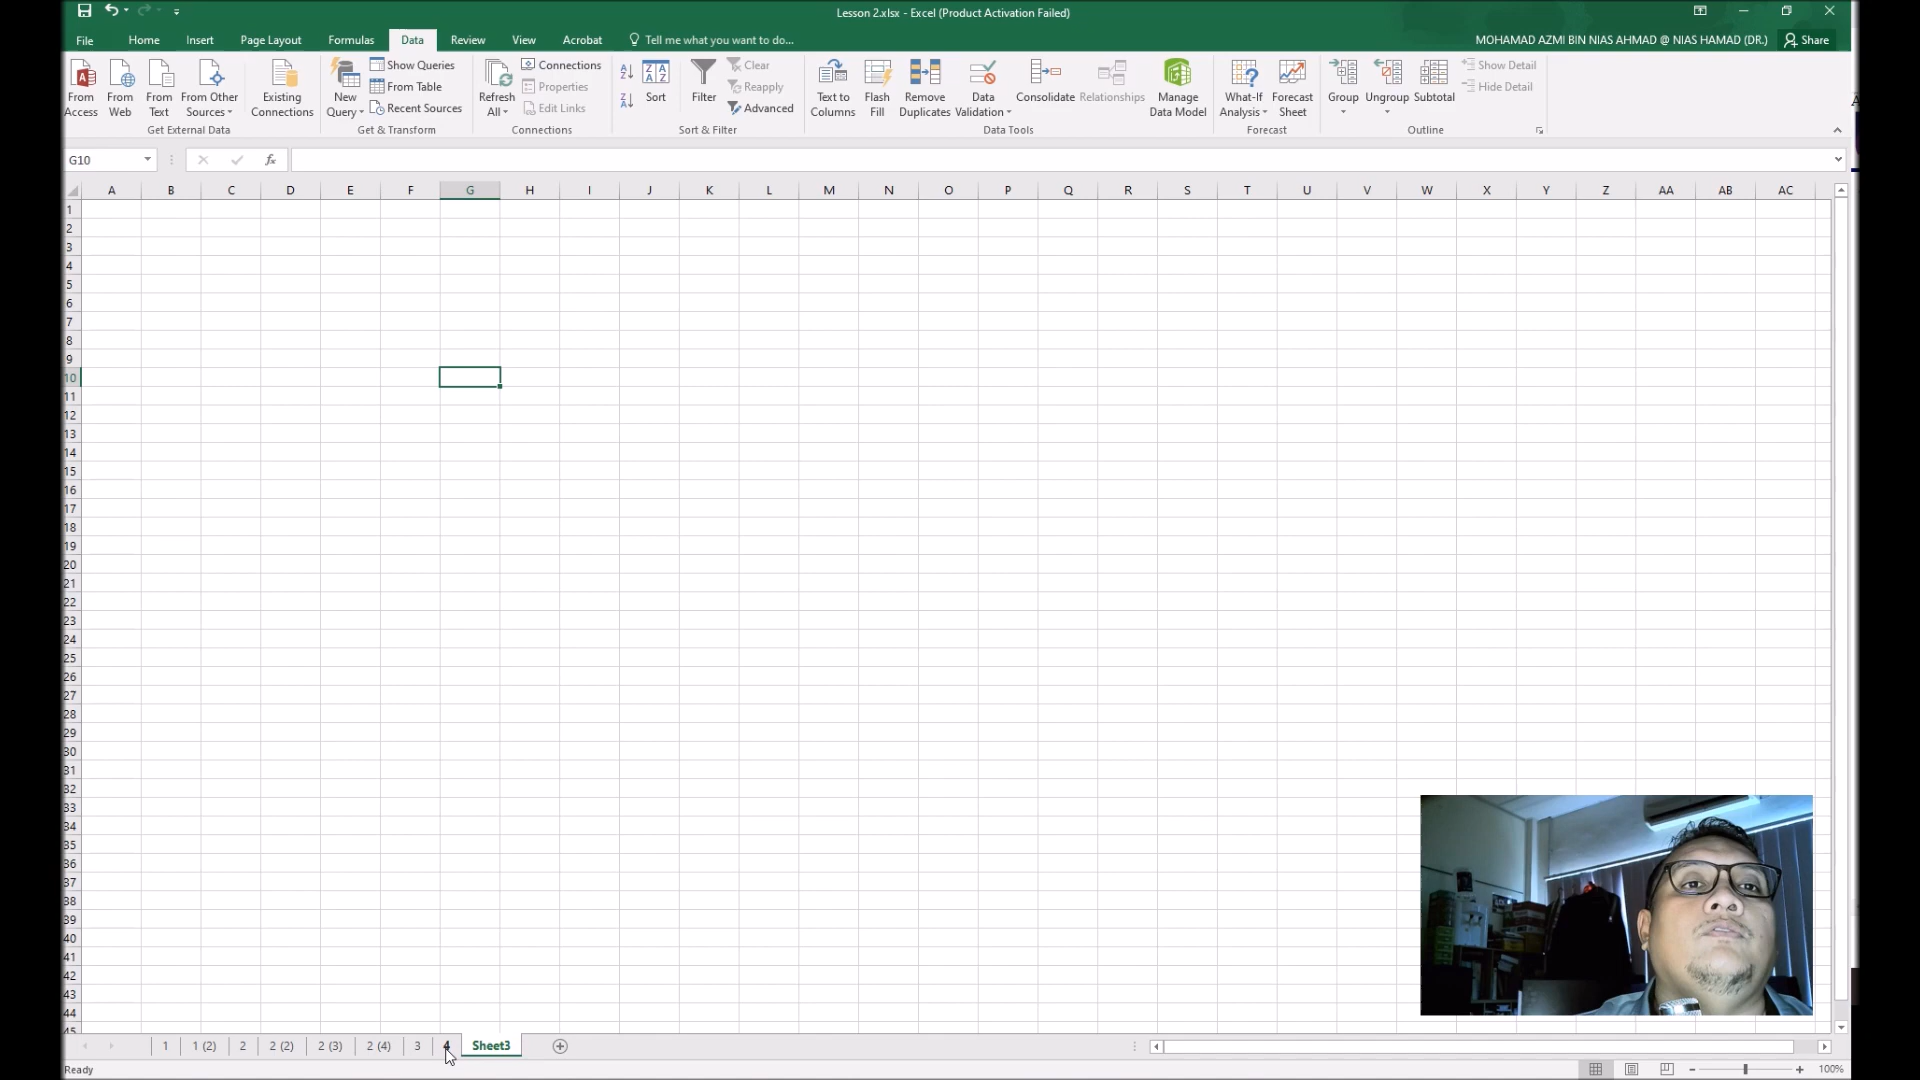 Lesson 2.xlsx - Excel (Product Activation Failed)
File Home Insert Page Layout Formulas Data Review View Acrobat Tell me what you want to do... MOHAMAD AZMI BIN NIAS AHMAD @ NIAS HAMAD (DR.) Share
From Access
From Web
From Text
From Other Sources
Get External Data
Existing Connections
New Query
Show Queries
From Table
Recent Sources
Get & Transform
Refresh All
Connections
Properties
Edit Links
Connections
Sort
Filter
Clear
Reapply
Advanced
Sort & Filter
Text to Columns
Flash Fill
Remove Duplicates
Data Validation
Consolidate
Relationships
Manage Data Model
Data Tools
What-If Analysis
Forecast Sheet
Forecast
Group
Ungroup
Subtotal
Show Detail
Hide Detail
Outline
G10 fx
A B C D E F G H I J K L M N O P Q R S T U V W X Y Z AA AB AC
1
2
3
4
5
6
7
8
9
10
11
12
13
14
15
16
17
18
19
20
21
22
23
24
25
26
27
28
29
30
31
32
33
34
35
36
37
38
39
40
41
42
43
44
45
1 1 (2) 2 2 (2) 2 (3) 2 (4) 3 4 Sheet3
Ready 100%